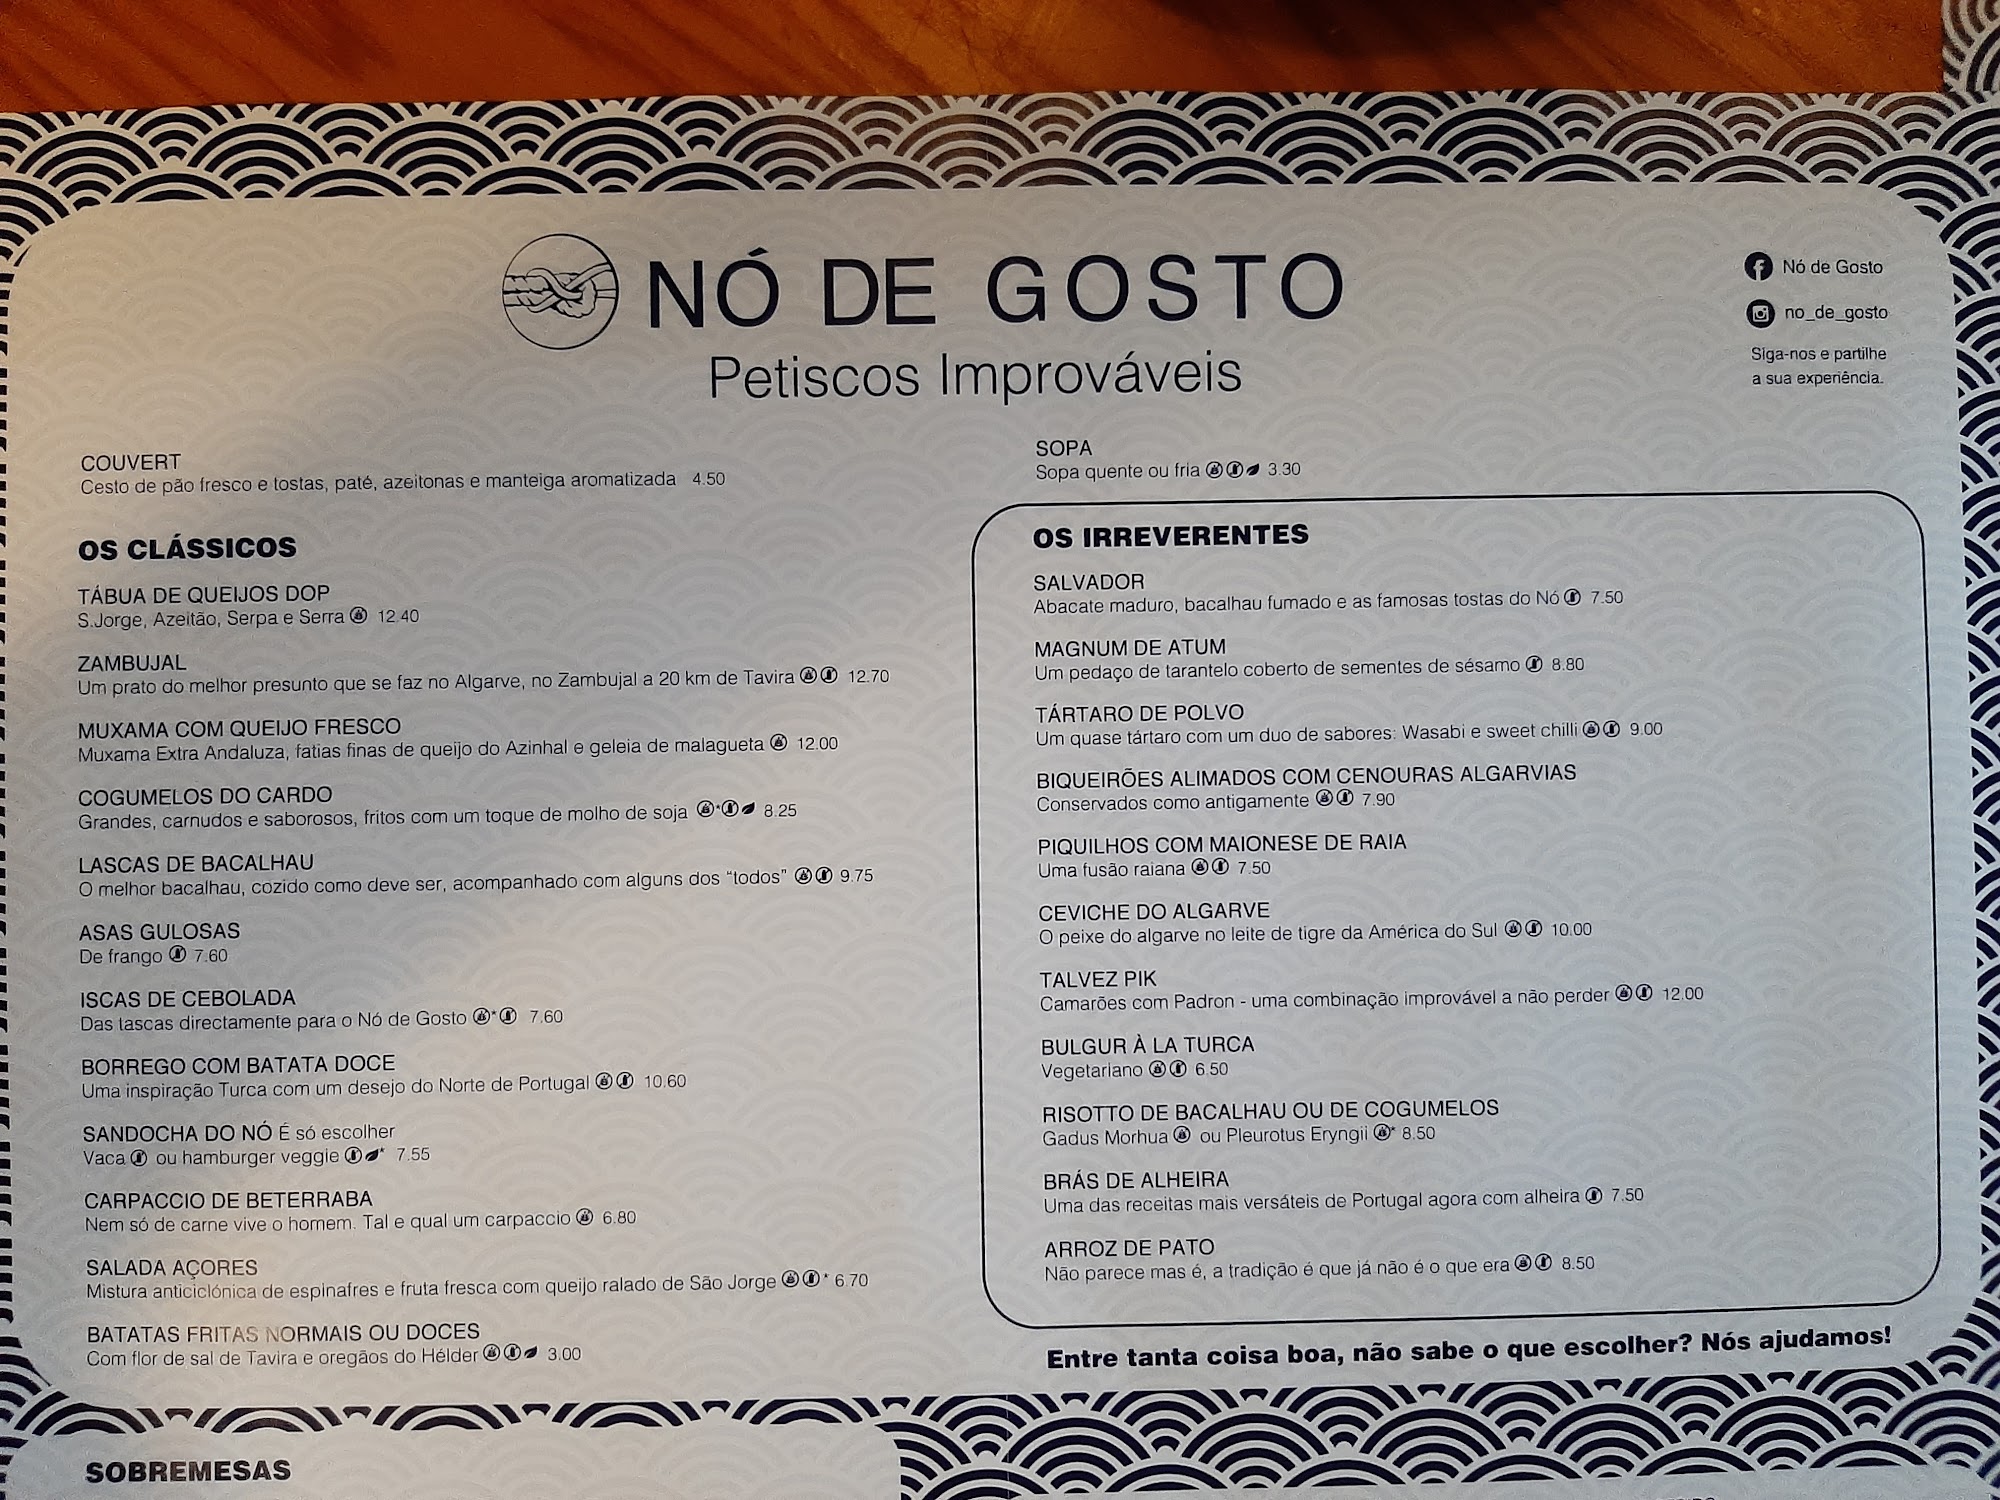 NÓ DE GOSTO
Petiscos Improváveis
Nó de Gosto
no_de_gosto
Siga-nos e partilhe
a sua experiência.
COUVERT
Cesto de pão fresco e tostas, paté, azeitonas e manteiga aromatizada 4.50
OS CLÁSSICOS
TÁBUA DE QUEIJOS DOP
S.Jorge, Azeitão, Serpa e Serra 12.40
ZAMBUJAL
Um prato do melhor presunto que se faz no Algarve, no Zambujal a 20 km de Tavira 12.70
MUXAMA COM QUEIJO FRESCO
Muxama Extra Andaluza, fatias finas de queijo do Azinhal e geleia de malagueta 12.00
COGUMELOS DO CARDO
Grandes, carnudos e saborosos, fritos com um toque de molho de soja * 8.25
LASCAS DE BACALHAU
O melhor bacalhau, cozido como deve ser, acompanhado com alguns dos "todos" 9.75
ASAS GULOSAS
De frango 7.60
ISCAS DE CEBOLADA
Das tascas directamente para o Nó de Gosto * 7.60
BORREGO COM BATATA DOCE
Uma inspiração Turca com um desejo do Norte de Portugal 10.60
SANDOCHA DO NÓ É só escolher
Vaca ou hamburger veggie * 7.55
CARPACCIO DE BETERRABA
Nem só de carne vive o homem. Tal e qual um carpaccio 6.80
SALADA AÇORES
Mistura anticiclónica de espinafres e fruta fresca com queijo ralado de São Jorge * 6.70
BATATAS FRITAS NORMAIS OU DOCES
Com flor de sal de Tavira e oregãos do Hélder 3.00
SOPA
Sopa quente ou fria 3.30
OS IRREVERENTES
SALVADOR
Abacate maduro, bacalhau fumado e as famosas tostas do Nó 7.50
MAGNUM DE ATUM
Um pedaço de tarantelo coberto de sementes de sésamo 8.80
TÁRTARO DE POLVO
Um quase tártaro com um duo de sabores: Wasabi e sweet chilli 9.00
BIQUEIRÕES ALIMADOS COM CENOURAS ALGARVIAS
Conservados como antigamente 7.90
PIQUILHOS COM MAIONESE DE RAIA
Uma fusão raiana 7.50
CEVICHE DO ALGARVE
O peixe do algarve no leite de tigre da América do Sul 10.00
TALVEZ PIK
Camarões com Padron - uma combinação improvável a não perder 12.00
BULGUR À LA TURCA
Vegetariano 6.50
RISOTTO DE BACALHAU OU DE COGUMELOS
Gadus Morhua ou Pleurotus Eryngii * 8.50
BRÁS DE ALHEIRA
Uma das receitas mais versáteis de Portugal agora com alheira 7.50
ARROZ DE PATO
Não parece mas é, a tradição é que já não é o que era 8.50
Entre tanta coisa boa, não sabe o que escolher? Nós ajudamos!
SOBREMESAS